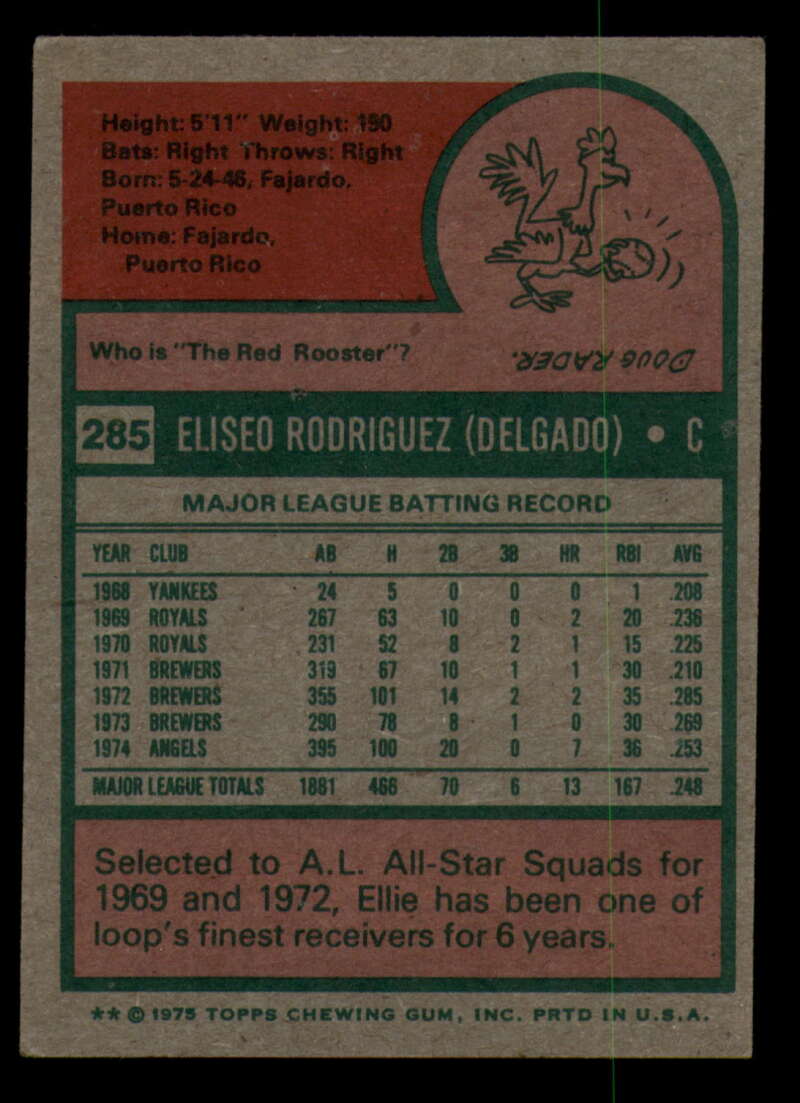 Height: 5'11" Weight: 190
Bats: Right Throws: Right
Born: 5-24-46, Fajardo,
Puerto Rico
Home: Fajardo,
Puerto Rico
Who is "The Red Rooster"?
DOUG RADER.
285 ELISEO RODRIGUEZ (DELGADO) • C
MAJOR LEAGUE BATTING RECORD
YEAR CLUB AB H 2B 3B HR RBI AVG
1968 YANKEES 24 5 0 0 0 1 .208
1969 ROYALS 267 63 10 0 2 20 .236
1970 ROYALS 231 52 8 2 1 15 .225
1971 BREWERS 319 67 10 1 1 30 .210
1972 BREWERS 355 101 14 2 2 35 .285
1973 BREWERS 290 78 8 1 0 30 .269
1974 ANGELS 395 100 20 0 7 36 .253
MAJOR LEAGUE TOTALS 1881 466 70 6 13 167 .248
Selected to A.L. All-Star Squads for
1969 and 1972, Ellie has been one of
loop's finest receivers for 6 years.
** © 1975 TOPPS CHEWING GUM, INC. PRTD IN U.S.A.